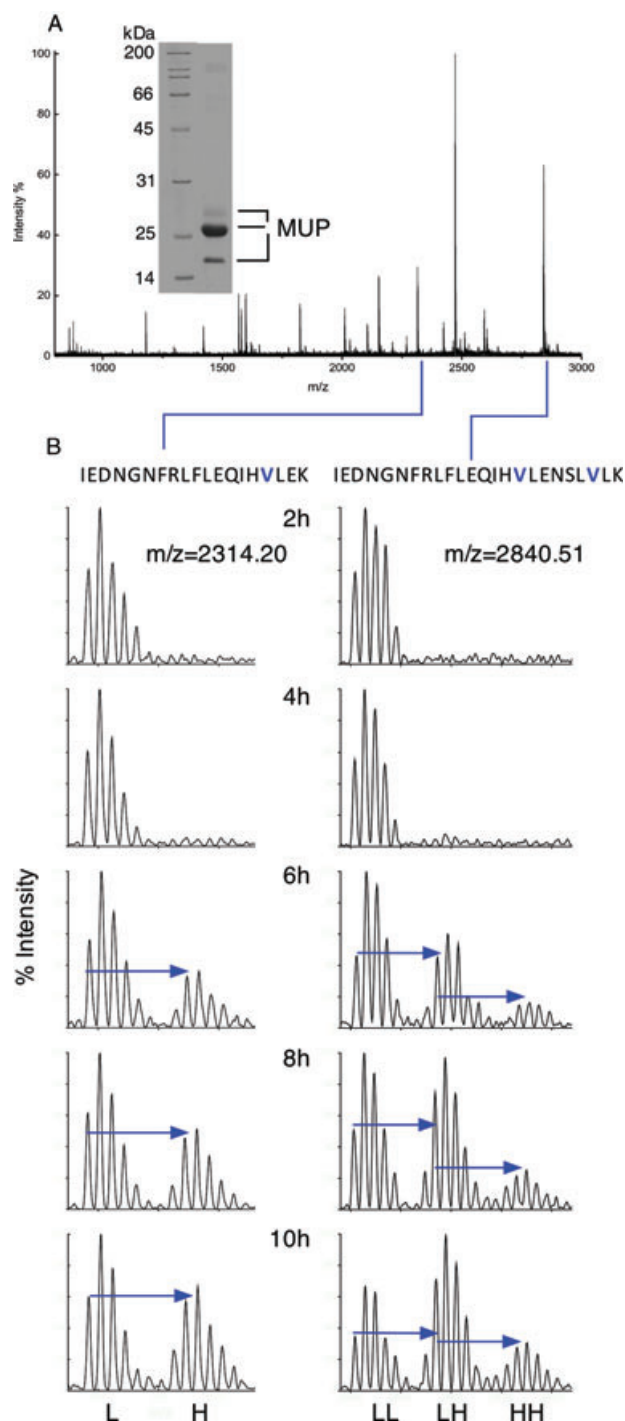 A
kDa
200
66
45
31
25
14
MUP
Intensity %
100
80
60
40
20
0
1000 1500 2000 2500 3000
m/z
B
IEDNGNFRLFLEQIHVLEK IEDNGNFRLFLEQIHVLENSLVLK
2h
m/z=2314.20 m/z=2840.51
4h
6h
% Intensity
8h
10h
L H LL LH HH